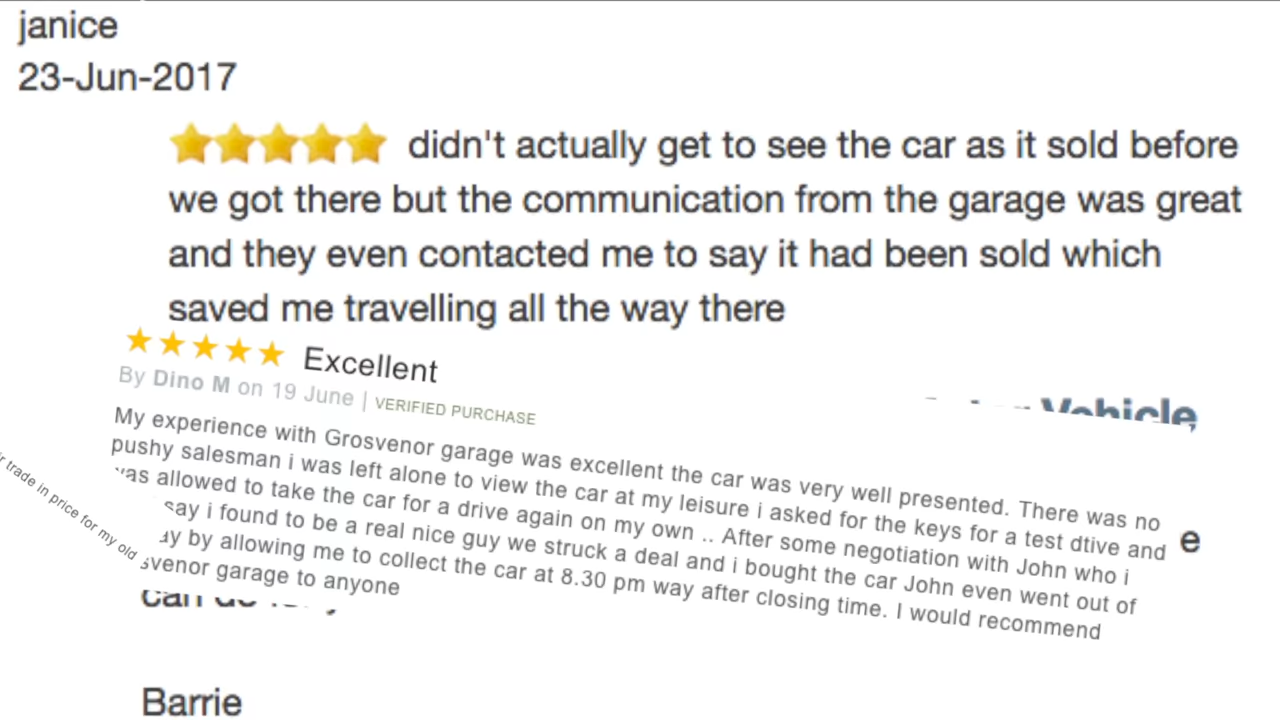 janice
23-Jun-2017
didn't actually get to see the car as it sold before
we got there but the communication from the garage was great
and they even contacted me to say it had been sold which
saved me travelling all the way there
Excellent
By Dino M on 19 June | VERIFIED PURCHASE
My experience with Grosvenor garage was excellent the car was very well presented. There was no
pushy salesman i was left alone to view the car at my leisure i asked for the keys for a test dtive and
was allowed to take the car for a drive again on my own .. After some negotiation with John who i
say i found to be a real nice guy we struck a deal and i bought the car John even went out of
by allowing me to collect the car at 8.30 pm way after closing time. I would recommend
svenor garage to anyone
Vehicle
e
r trade in price for my old
can do
Barrie